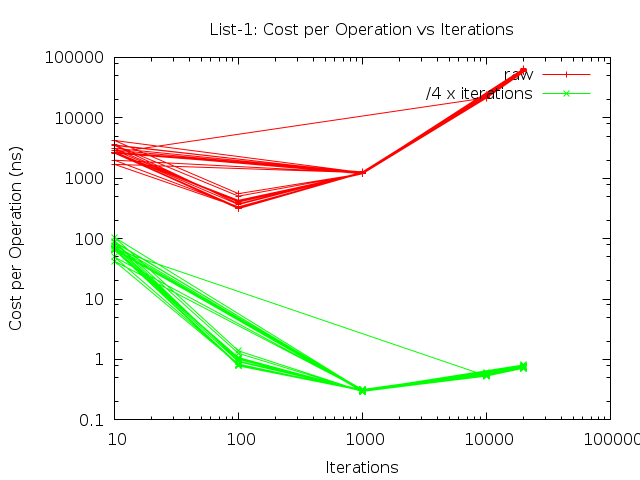 List-1: Cost per Operation vs Iterations
100000
raw
/4 x iterations
10000
1000
100
10
1
0.1
Cost per Operation (ns)
10 100 1000 10000 100000
Iterations